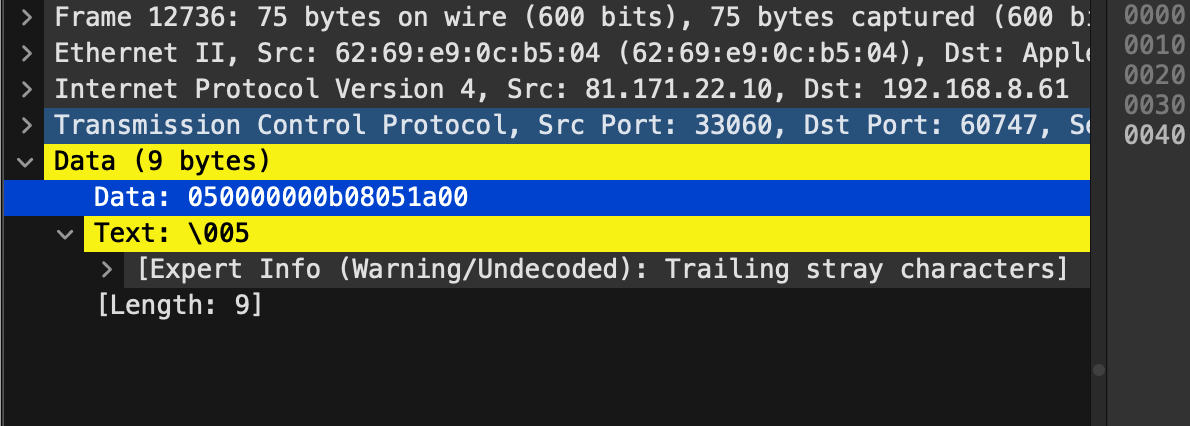 Frame 12736: 75 bytes on wire (600 bits), 75 bytes captured (600 bi
Ethernet II, Src: 62:69:e9:0c:b5:04 (62:69:e9:0c:b5:04), Dst: Apple
Internet Protocol Version 4, Src: 81.171.22.10, Dst: 192.168.8.61
Transmission Control Protocol, Src Port: 33060, Dst Port: 60747, Se
Data (9 bytes)
Data: 050000000b08051a00
Text: \005
[Expert Info (Warning/Undecoded): Trailing stray characters]
[Length: 9]
0000
0010
0020
0030
0040